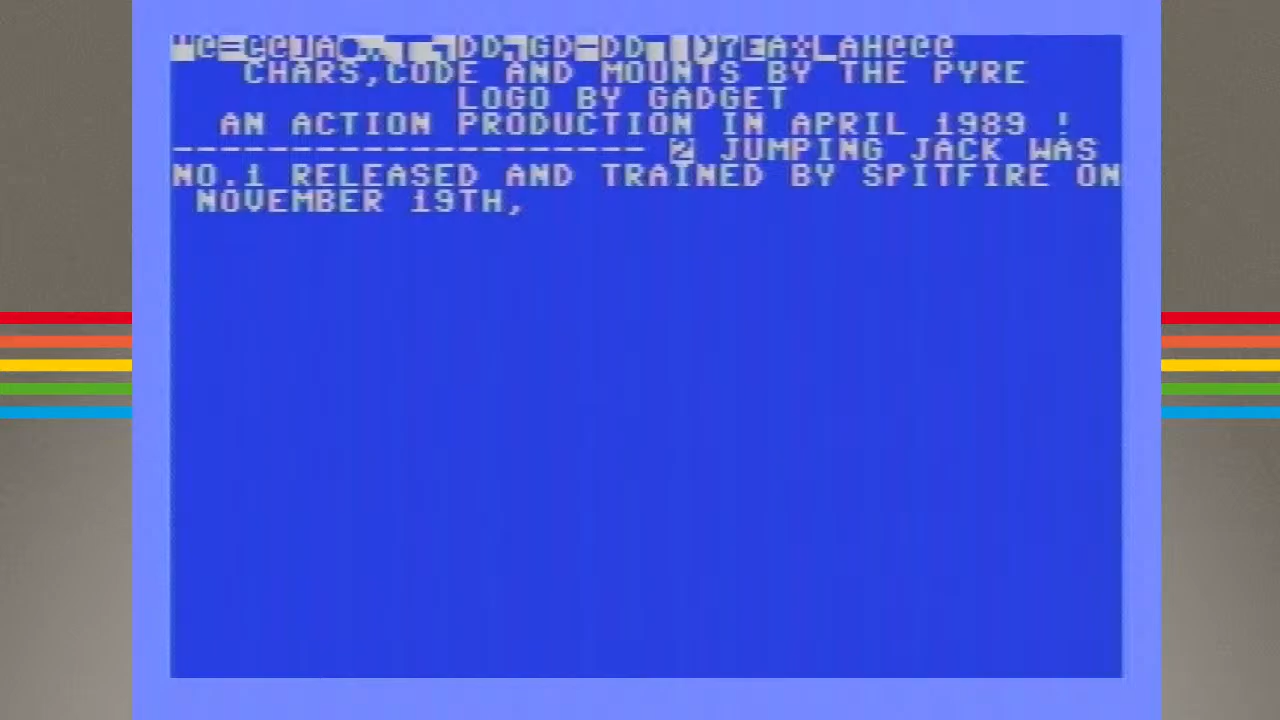 CHARS,CODE AND MOUNTS BY THE PYRE
LOGO BY GADGET
AN ACTION PRODUCTION IN APRIL 1989 !
-------------------- 2 JUMPING JACK WAS
NO.1 RELEASED AND TRAINED BY SPITFIRE ON
NOVEMBER 19TH,